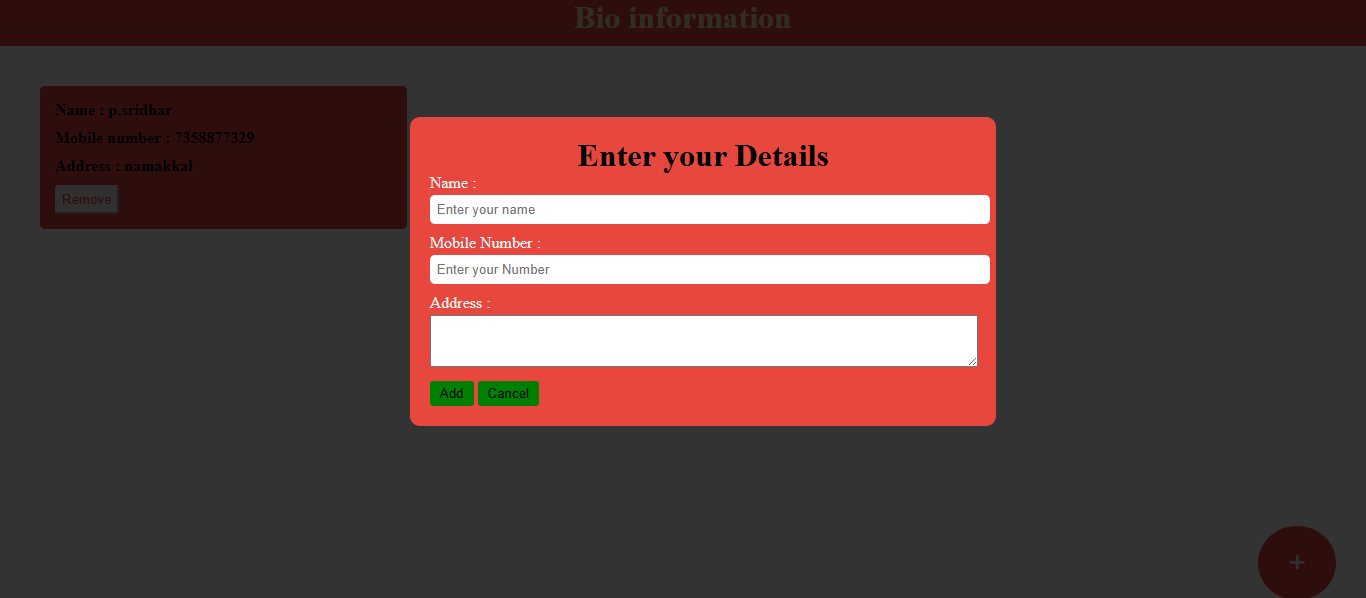 Bio information
Name : p.sridhar
Mobile number : 7358877329
Address : namakkal
Remove
Enter your Details
Name :
Enter your name
Mobile Number :
Enter your Number
Address :
Add Cancel
+